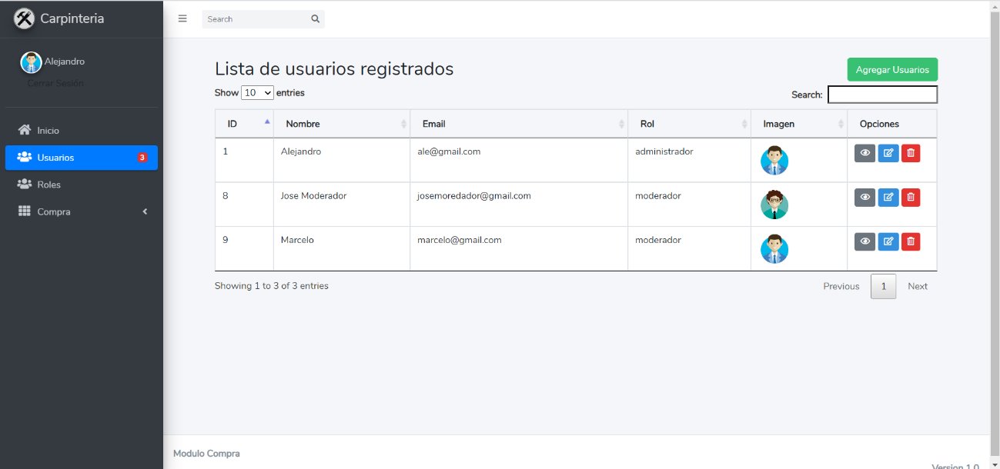 Carpinteria
Search
Alejandro
Cerrar Sesión
Inicio
Usuarios 3
Roles
Compra
Lista de usuarios registrados
Agregar Usuarios
Show 10 entries
Search:
ID Nombre Email Rol Imagen Opciones
1 Alejandro ale@gmail.com administrador
8 Jose Moderador josemoredador@gmail.com moderador
9 Marcelo marcelo@gmail.com moderador
Showing 1 to 3 of 3 entries
Previous 1 Next
Modulo Compra
Version 1.0